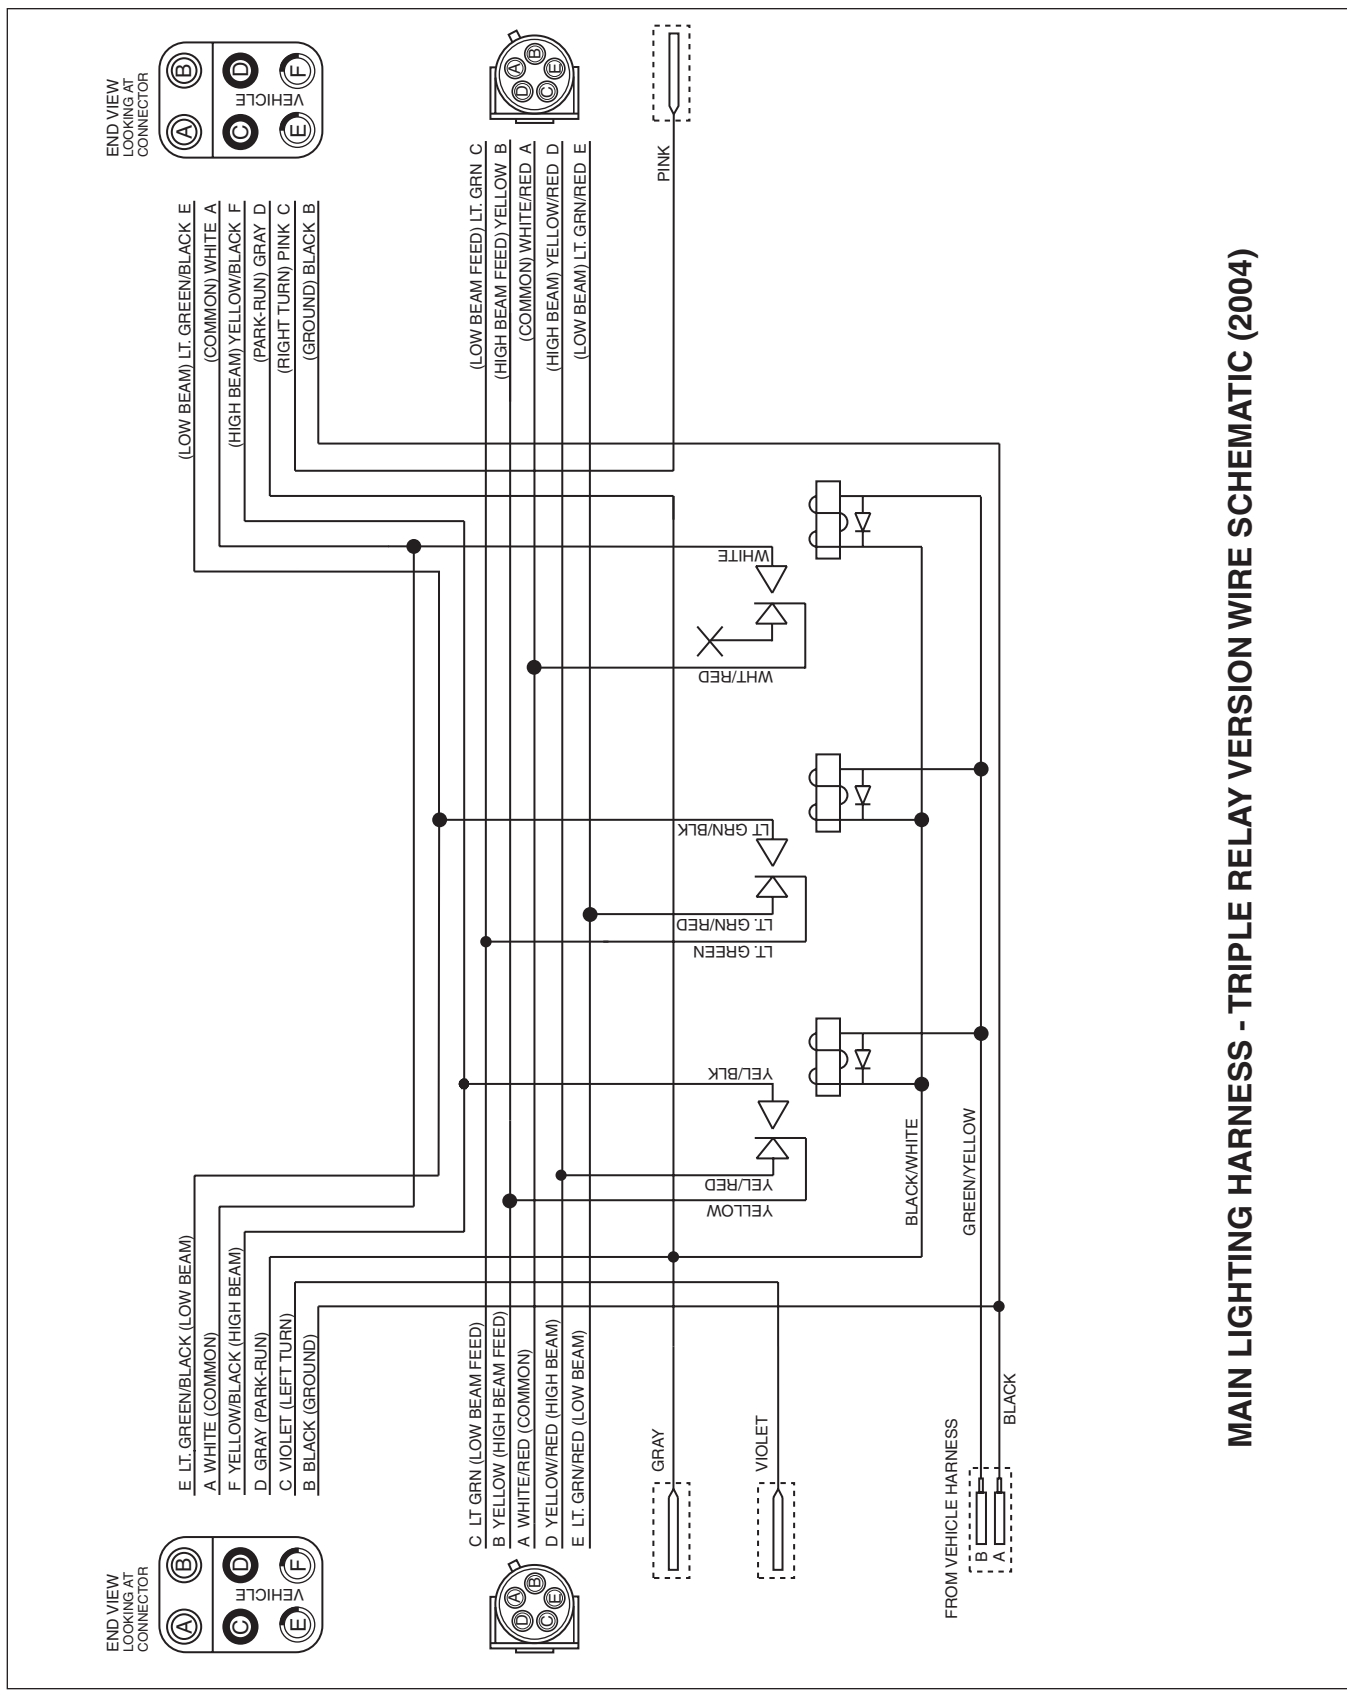 END VIEW
LOOKING AT
CONNECTOR
A
B
C
D
E
F
VEHICLE
E LT. GREEN/BLACK (LOW BEAM)
A WHITE (COMMON)
F YELLOW/BLACK (HIGH BEAM)
D GRAY (PARK-RUN)
C VIOLET (LEFT TURN)
B BLACK (GROUND)
END VIEW
LOOKING AT
CONNECTOR
A
B
C
D
E
F
VEHICLE
(LOW BEAM) LT. GREEN/BLACK E
(COMMON) WHITE A
(HIGH BEAM) YELLOW/BLACK F
(PARK-RUN) GRAY D
(RIGHT TURN) PINK C
(GROUND) BLACK B
A
B
D
C
E
C LT GRN (LOW BEAM FEED)
B YELLOW (HIGH BEAM FEED)
A WHITE/RED (COMMON)
D YELLOW/RED (HIGH BEAM)
E LT. GRN/RED (LOW BEAM)
(LOW BEAM FEED) LT. GRN C
(HIGH BEAM FEED) YELLOW B
(COMMON) WHITE/RED A
(HIGH BEAM) YELLOW/RED D
(LOW BEAM) LT. GRN/RED E
A
B
D
C
E
GRAY
PINK
VIOLET
YELLOW
YEL/RED
YEL/BLK
LT. GREEN
LT. GRN/RED
LT GRN/BLK
WHT/RED
WHITE
BLACK/WHITE
GREEN/YELLOW
FROM VEHICLE HARNESS
B
A
BLACK
MAIN LIGHTING HARNESS - TRIPLE RELAY VERSION WIRE SCHEMATIC (2004)